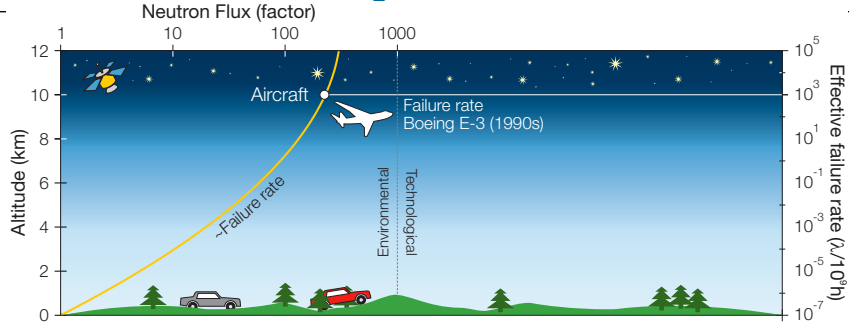 Neutron Flux (factor)
1 10 100 1000
12
10
8
6
4
2
0
Altitude (km)
Aircraft
Failure rate
Boeing E-3 (1990s)
~Failure rate
Environmental
Technological
10^5
10^3
10^1
10^-1
10^-3
10^-5
10^-7
Effective failure rate (λ/10^9h)